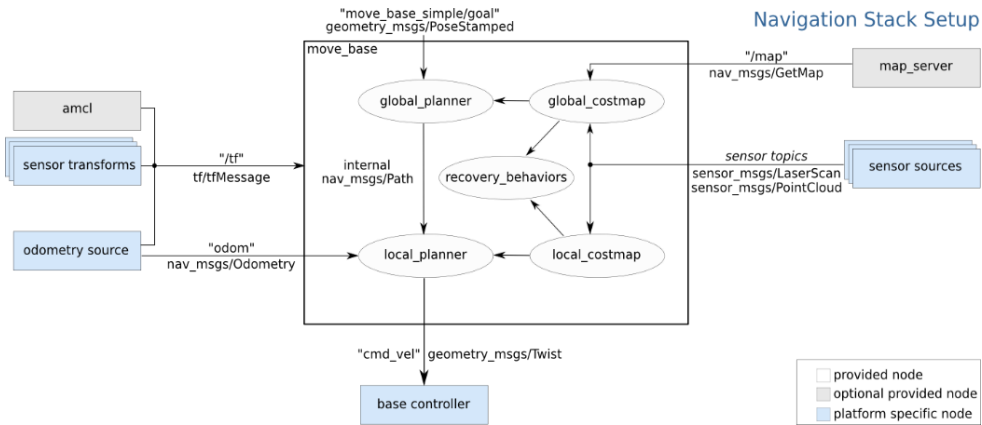 Navigation Stack Setup
"move_base_simple/goal"
geometry_msgs/PoseStamped
move_base
"/map"
nav_msgs/GetMap
map_server
global_planner
global_costmap
amcl
sensor transforms
"/tf"
tf/tfMessage
internal
nav_msgs/Path
recovery_behaviors
sensor topics
sensor_msgs/LaserScan
sensor_msgs/PointCloud
sensor sources
odometry source
"odom"
nav_msgs/Odometry
local_planner
local_costmap
"cmd_vel" geometry_msgs/Twist
base controller
provided node
optional provided node
platform specific node